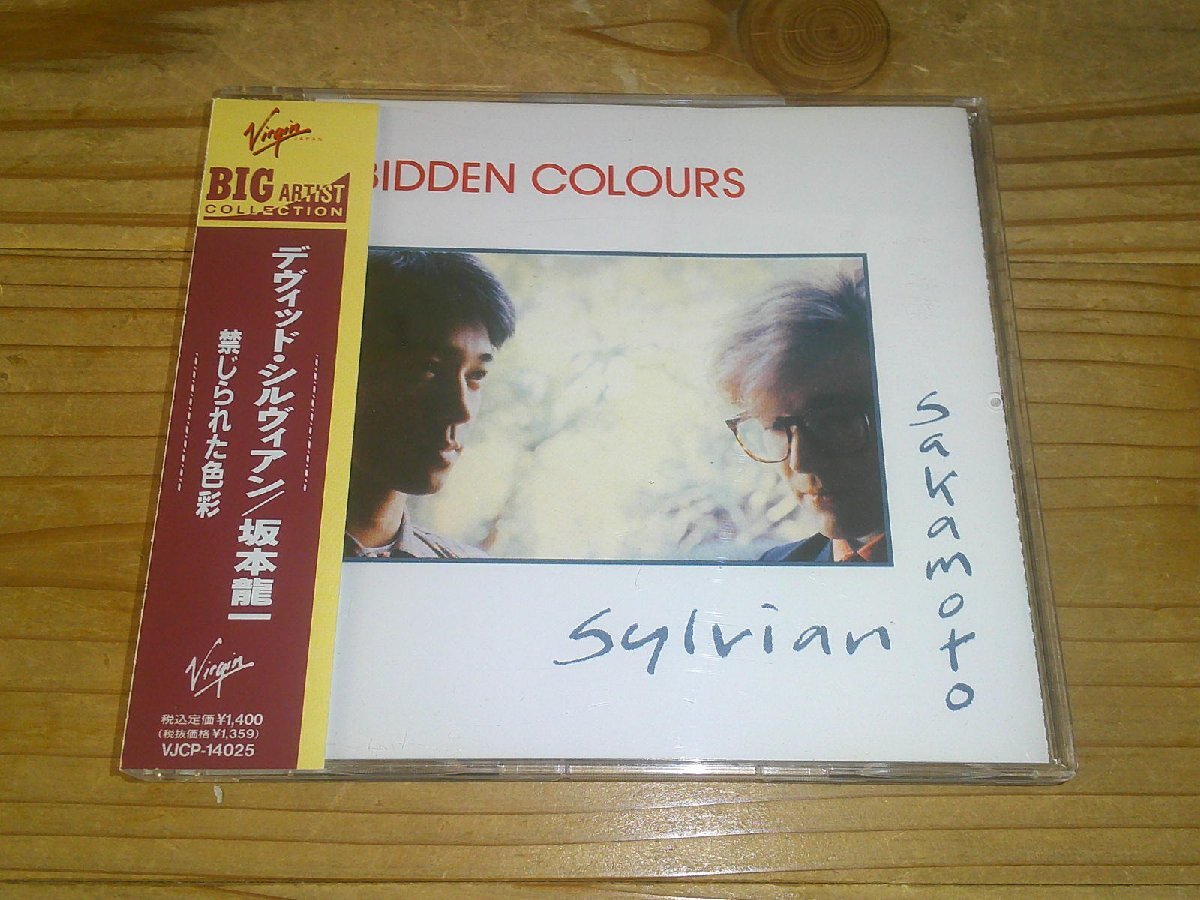 Virgin
JAPAN
BIG ARTIST
COLLECTION
デヴィッド・シルヴィアン/坂本龍一
禁じられた色彩
Virgin
税込定価¥1,400
(税抜価格¥1,359)
VJCP-14025
BIDDEN COLOURS
sylvian
sakamoto